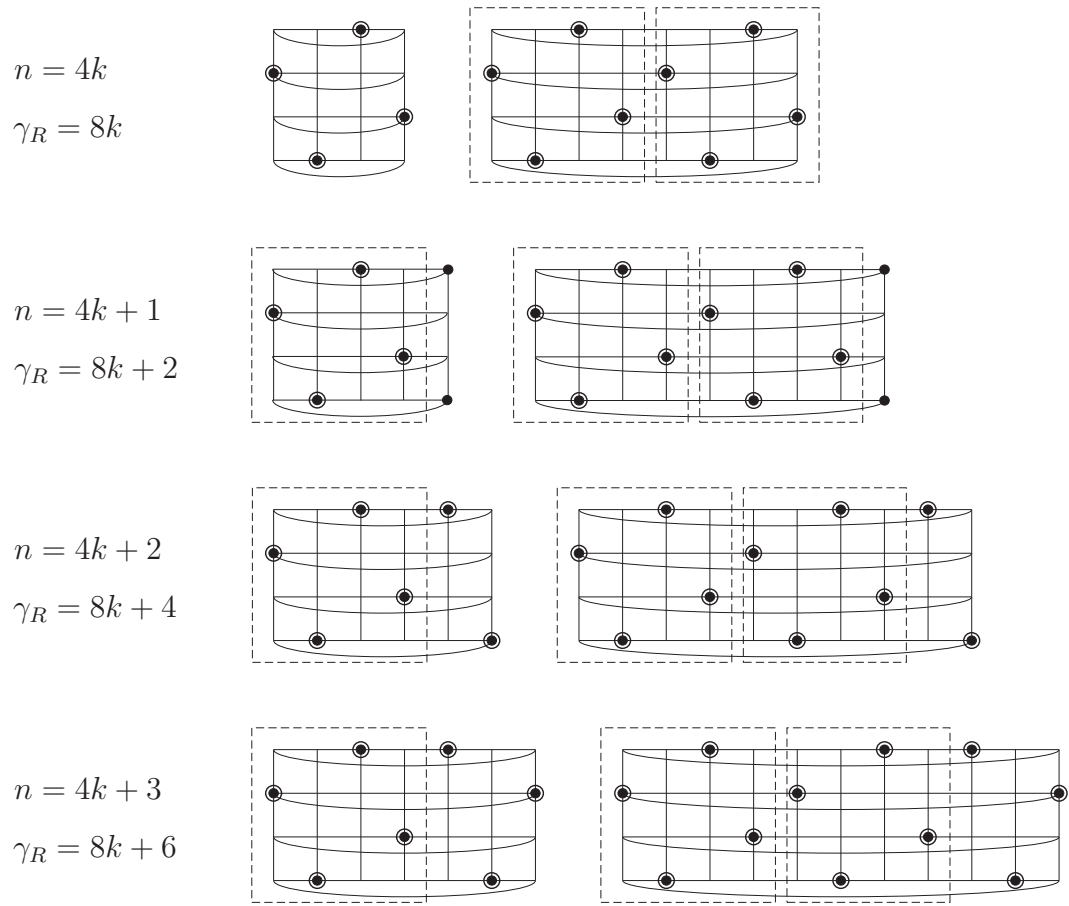 n = 4k
γ_R = 8k
n = 4k + 1
γ_R = 8k + 2
n = 4k + 2
γ_R = 8k + 4
n = 4k + 3
γ_R = 8k + 6